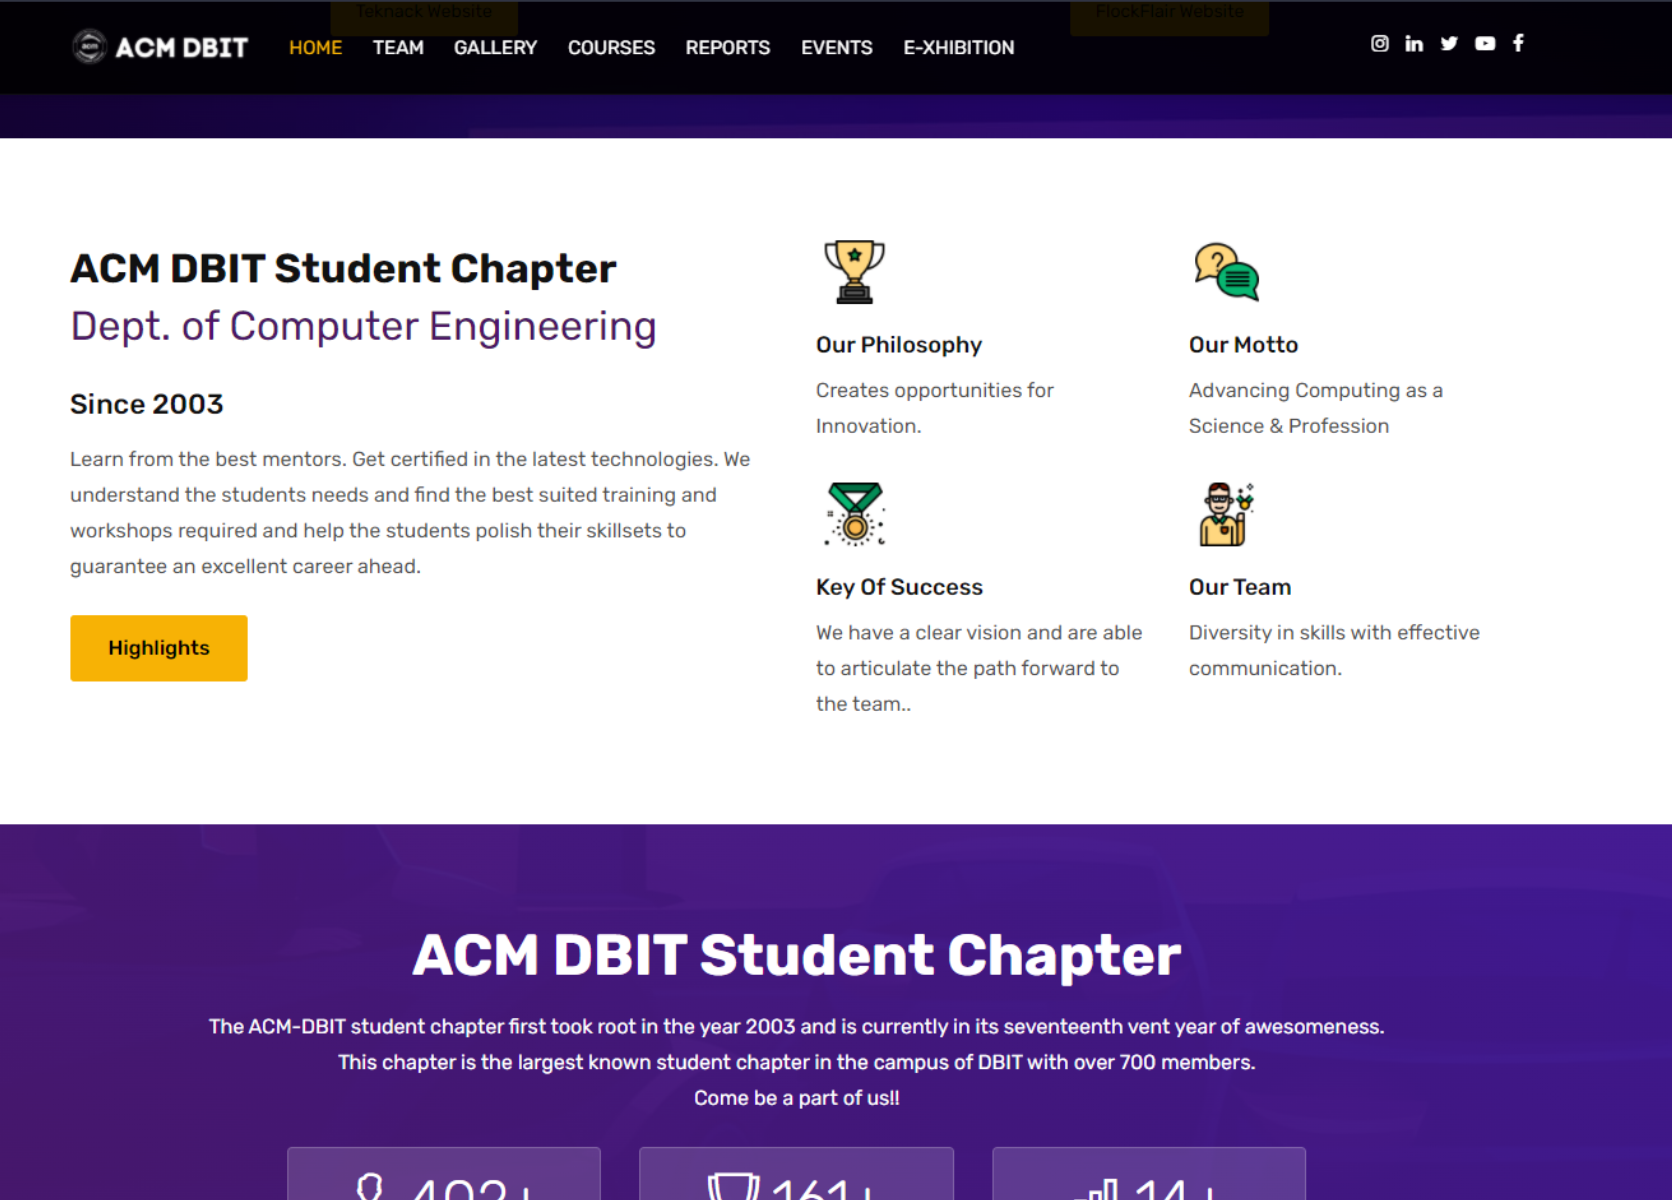 Teknack Website
FlockFlair Website
acm ACM DBIT HOME TEAM GALLERY COURSES REPORTS EVENTS E-XHIBITION
ACM DBIT Student Chapter
Dept. of Computer Engineering
Since 2003
Learn from the best mentors. Get certified in the latest technologies. We
understand the students needs and find the best suited training and
workshops required and help the students polish their skillsets to
guarantee an excellent career ahead.
Highlights
Our Philosophy
Creates opportunities for
Innovation.
Our Motto
Advancing Computing as a
Science & Profession
Key Of Success
We have a clear vision and are able
to articulate the path forward to
the team..
Our Team
Diversity in skills with effective
communication.
ACM DBIT Student Chapter
The ACM-DBIT student chapter first took root in the year 2003 and is currently in its seventeenth vent year of awesomeness.
This chapter is the largest known student chapter in the campus of DBIT with over 700 members.
Come be a part of us!!
402+
161+
14+